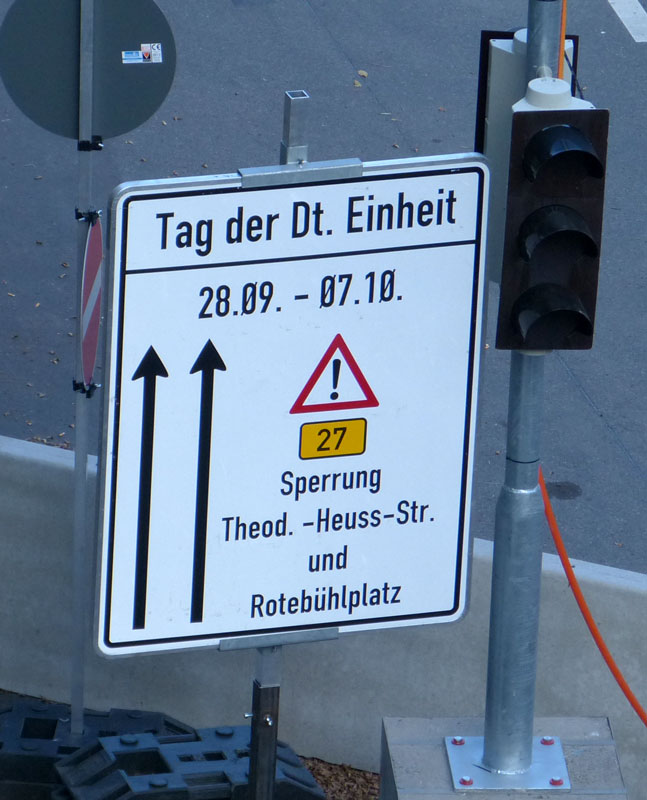 Tag der Dt. Einheit
28.09. - 07.10.
!
27
Sperrung
Theod. -Heuss-Str.
und
Rotebühlplatz